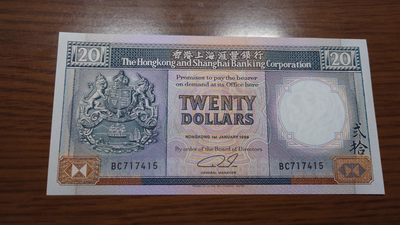 20 香港上海滙豐銀行 20
The Hongkong and Shanghai Banking Corporation
Promises to pay the bearer
on demand at its Office here
TWENTY
DOLLARS
HONGKONG 1st JANUARY
By order of the Board of Directors
GENERAL MANAGER
貳拾
BC717415
BC717415